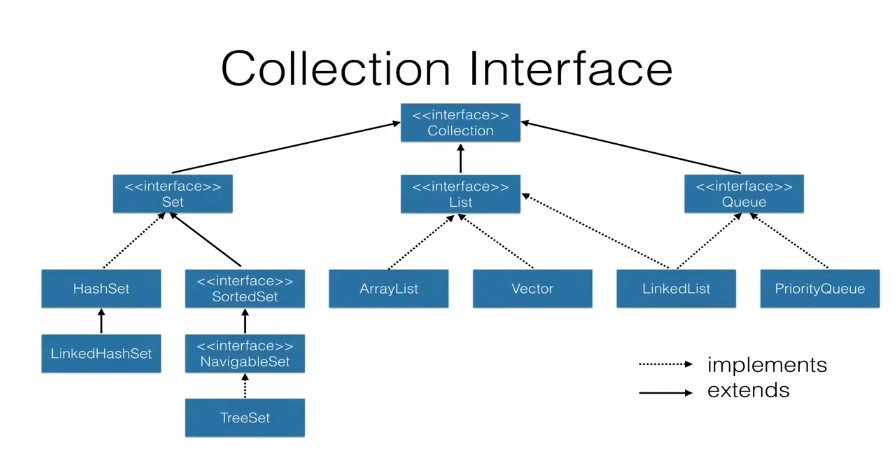 Collection Interface
<<interface>>
Collection
<<interface>>
Set
<<interface>>
List
<<interface>>
Queue
HashSet
<<interface>>
SortedSet
ArrayList
Vector
LinkedList
PriorityQueue
LinkedHashSet
<<interface>>
NavigableSet
TreeSet
implements
extends